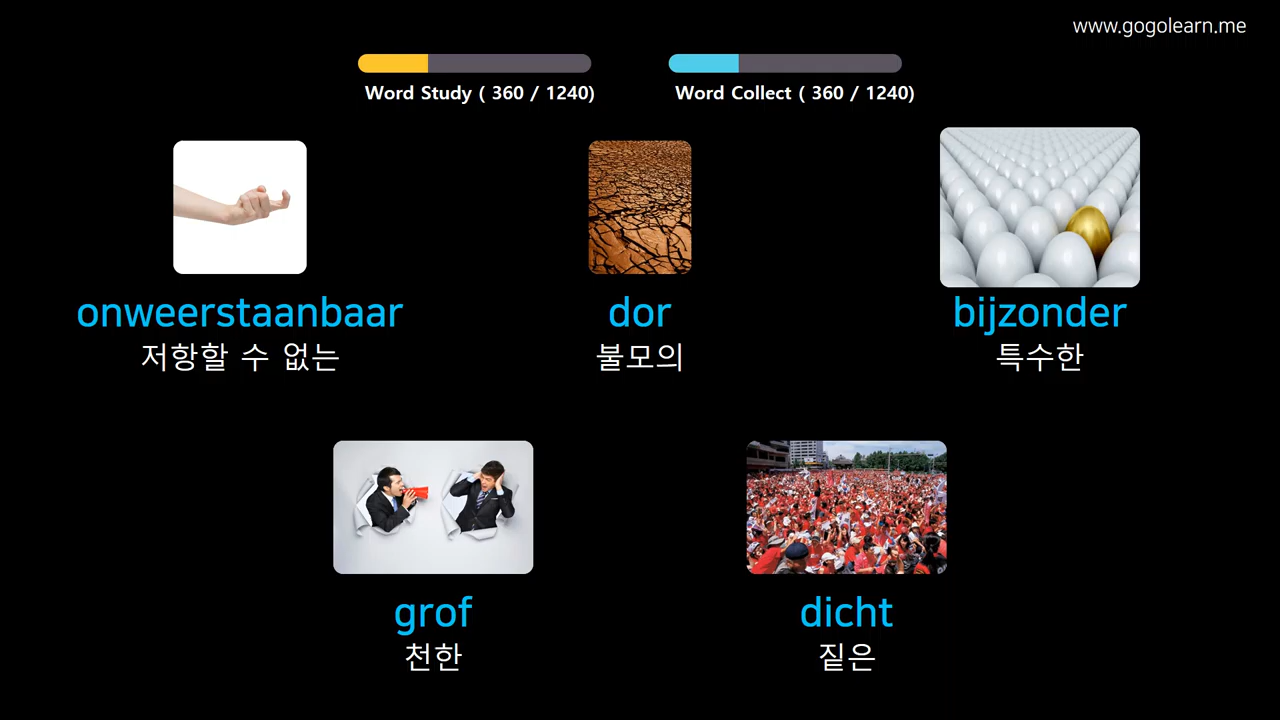 www.gogolearn.me
Word Study ( 360 / 1240)
Word Collect ( 360 / 1240)
onweerstaanbaar
저항할 수 없는
dor
불모의
bijzonder
특수한
grof
천한
dicht
짙은